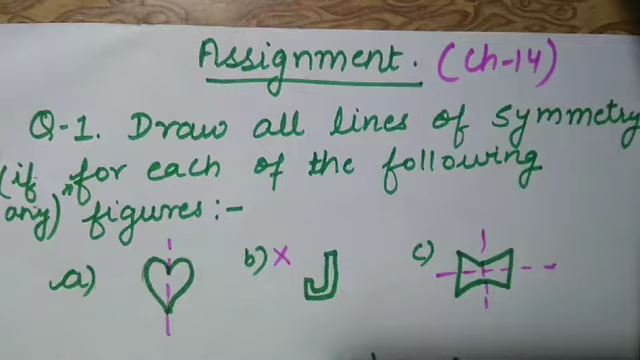 Assignment. (Ch-14)
Q-1. Draw all lines of symmetry
(if any) for each of the following
figures:-
a) b) X J c)